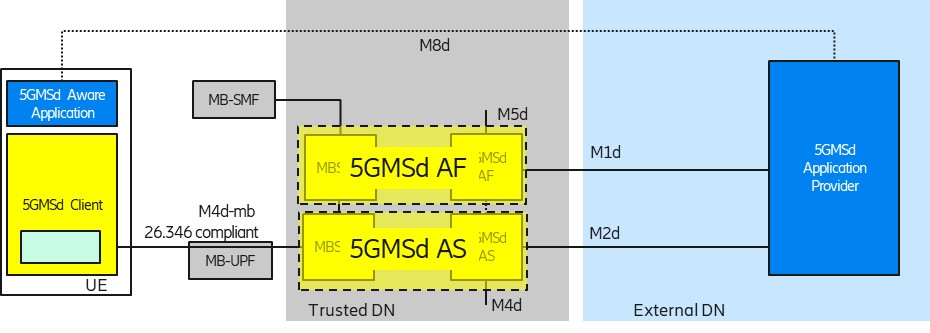 M8d
5GMSd Aware
Application
MB-SMF
M5d
MBS
5GMSd AF
5GMSd
AF
M1d
5GMSd
Application
Provider
5GMSd Client
M4d-mb
26.346 compliant
MB-UPF
MBS
5GMSd AS
5GMSd
AS
M2d
UE
M4d
Trusted DN
External DN